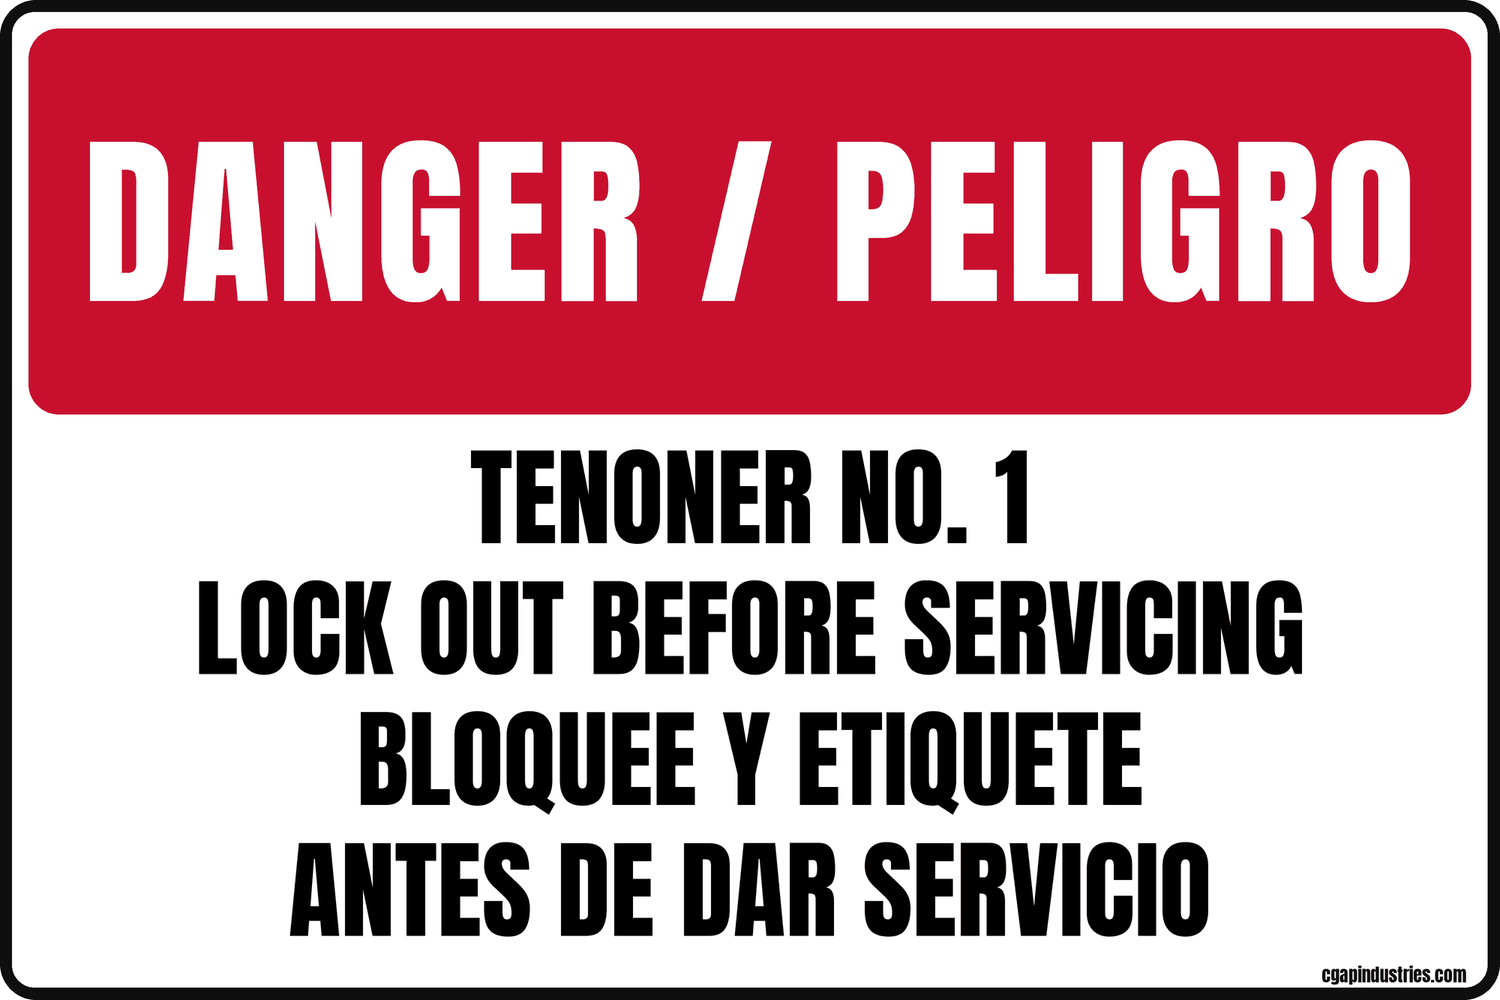 DANGER / PELIGRO
TENONER NO. 1
LOCK OUT BEFORE SERVICING
BLOQUEE Y ETIQUETE
ANTES DE DAR SERVICIO
cgapindustries.com